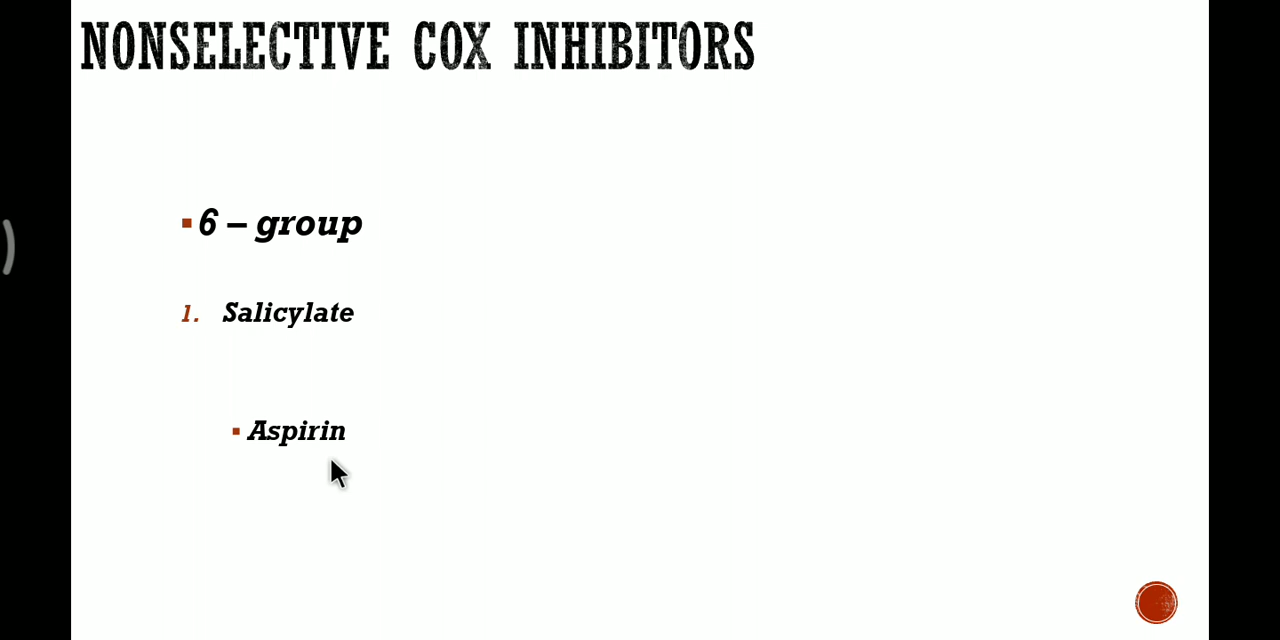 NONSELECTIVE COX INHIBITORS
▪ 6 – group
1. Salicylate
▪ Aspirin